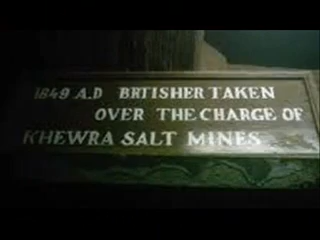 1849 A.D BRTISHER TAKEN
OVER THE CHARGE OF
KHEWRA SALT MINES